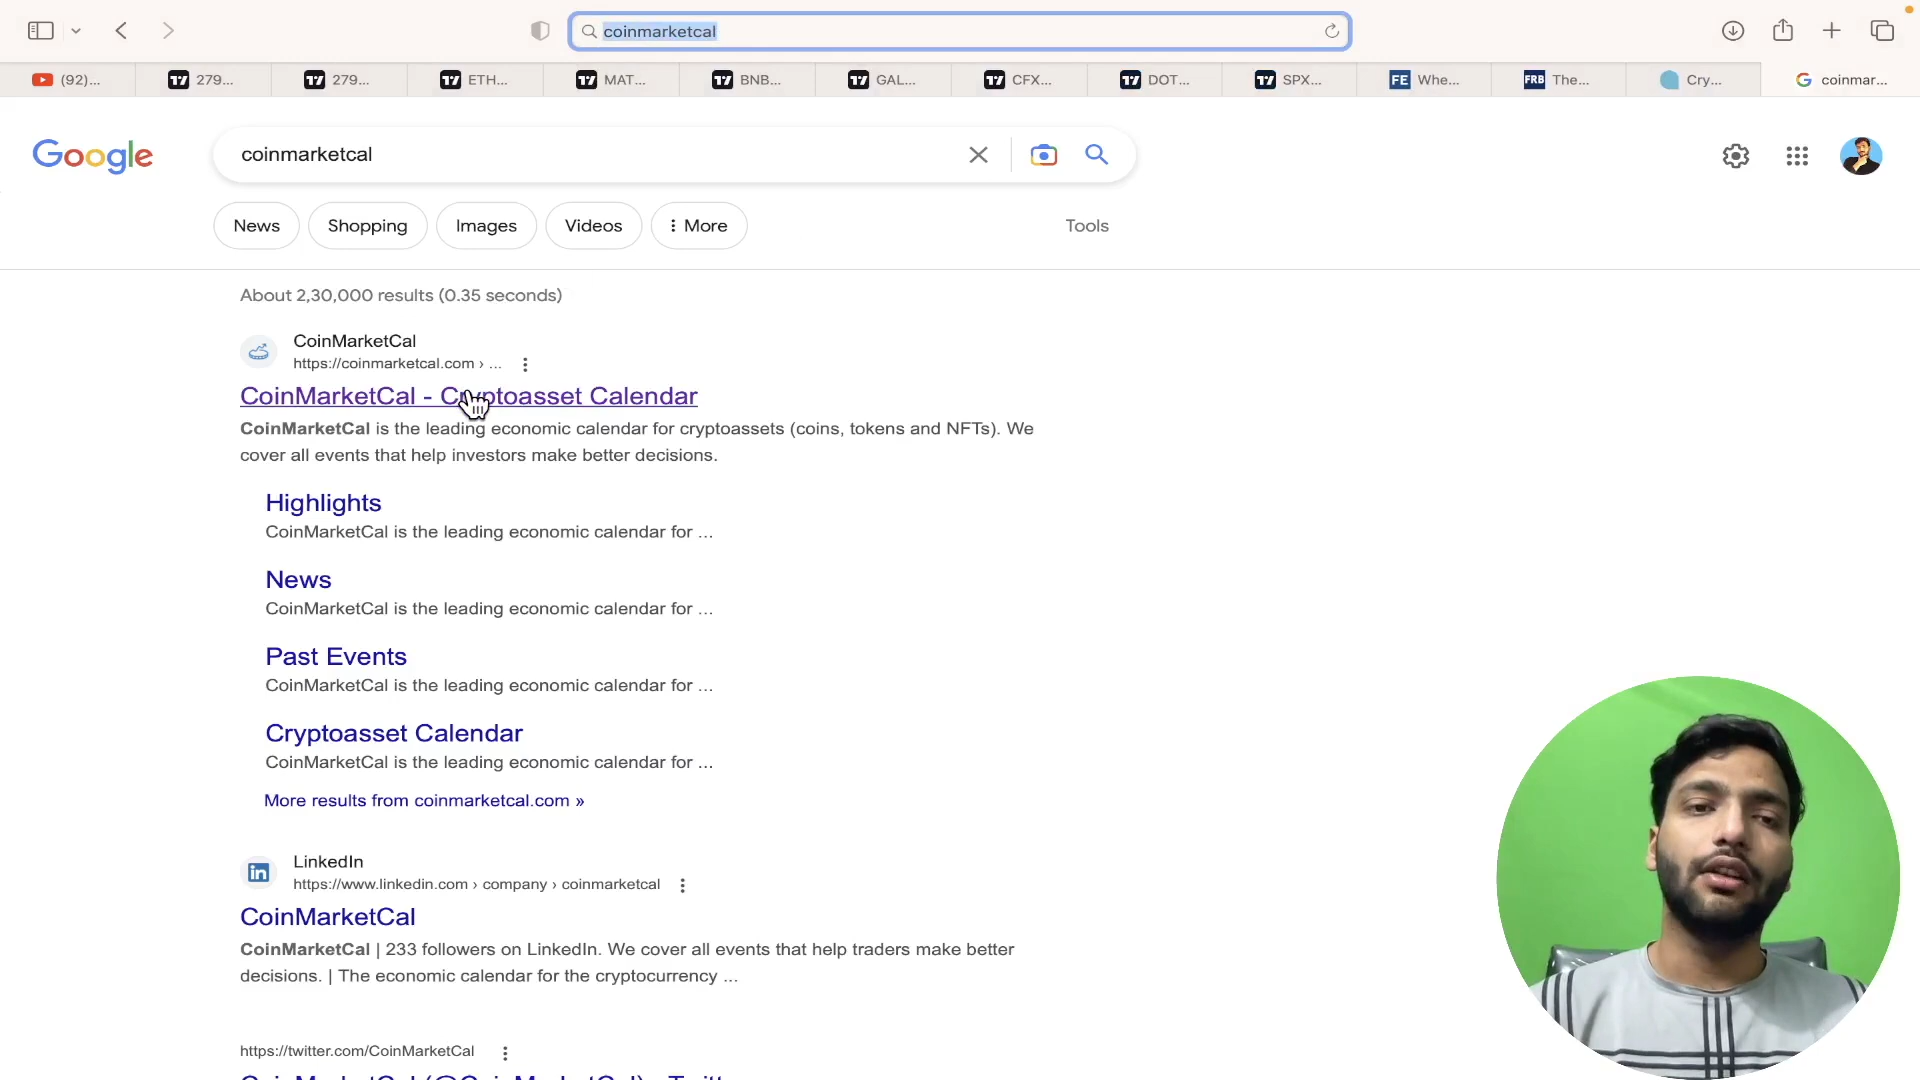 coinmarketcal
(92)...
279...
279...
ETH...
MAT...
BNB...
GAL...
CFX...
DOT...
SPX...
FE Whe...
FRB The...
Cry...
coinmar...
Google
coinmarketcal
News
Shopping
Images
Videos
More
Tools
About 2,30,000 results (0.35 seconds)
CoinMarketCal
https://coinmarketcal.com › ...
CoinMarketCal - Cryptoasset Calendar
CoinMarketCal is the leading economic calendar for cryptoassets (coins, tokens and NFTs). We
cover all events that help investors make better decisions.
Highlights
CoinMarketCal is the leading economic calendar for ...
News
CoinMarketCal is the leading economic calendar for ...
Past Events
CoinMarketCal is the leading economic calendar for ...
Cryptoasset Calendar
CoinMarketCal is the leading economic calendar for ...
More results from coinmarketcal.com »
in
LinkedIn
https://www.linkedin.com › company › coinmarketcal
CoinMarketCal
CoinMarketCal | 233 followers on LinkedIn. We cover all events that help traders make better
decisions. | The economic calendar for the cryptocurrency ...
https://twitter.com/CoinMarketCal
CoinMarketCal (@CoinMarketCal)